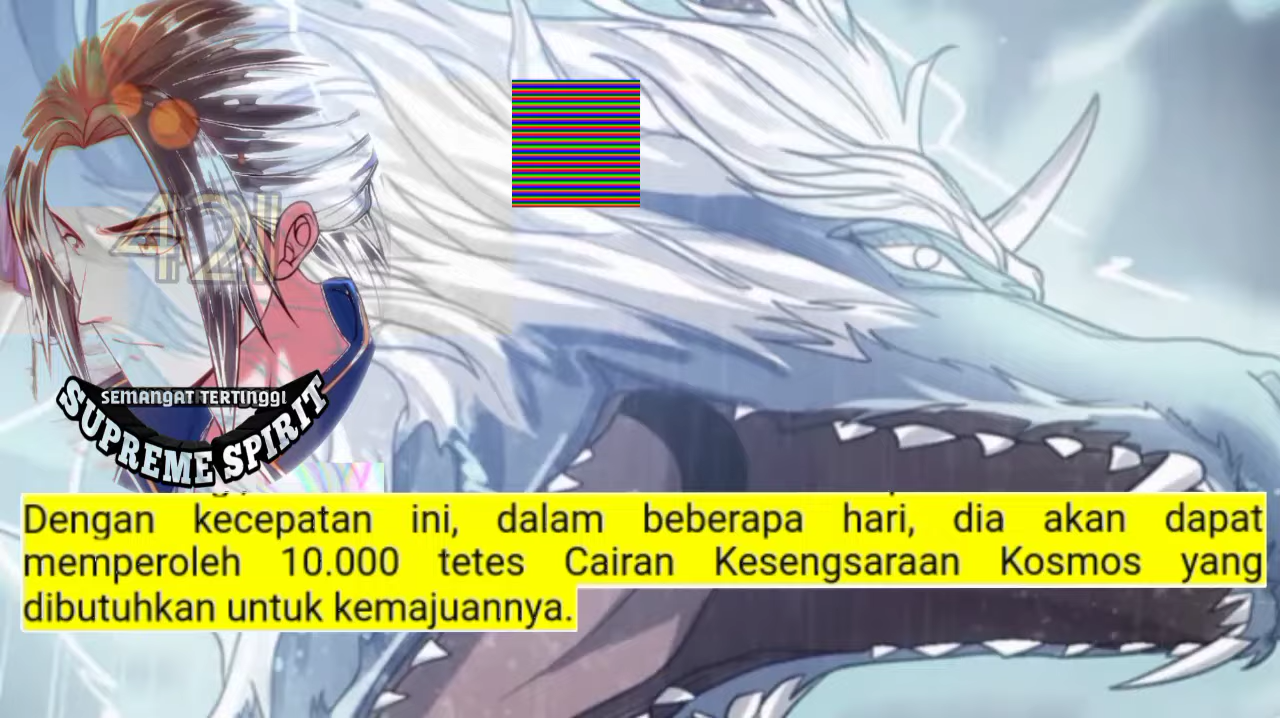 421
SEMANGAT TERTINGGI
SUPREME SPIRIT
Dengan kecepatan ini, dalam beberapa hari, dia akan dapat
memperoleh 10.000 tetes Cairan Kesengsaraan Kosmos yang
dibutuhkan untuk kemajuannya.